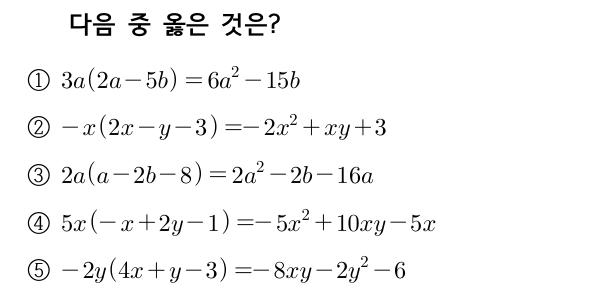 다음 중 옳은 것은?
① 3a(2a-5b)=6a²-15b
② -x(2x-y-3)=-2x²+xy+3
③ 2a(a-2b-8)=2a²-2b-16a
④ 5x(-x+2y-1)=-5x²+10xy-5x
⑤ -2y(4x+y-3)=-8xy-2y²-6